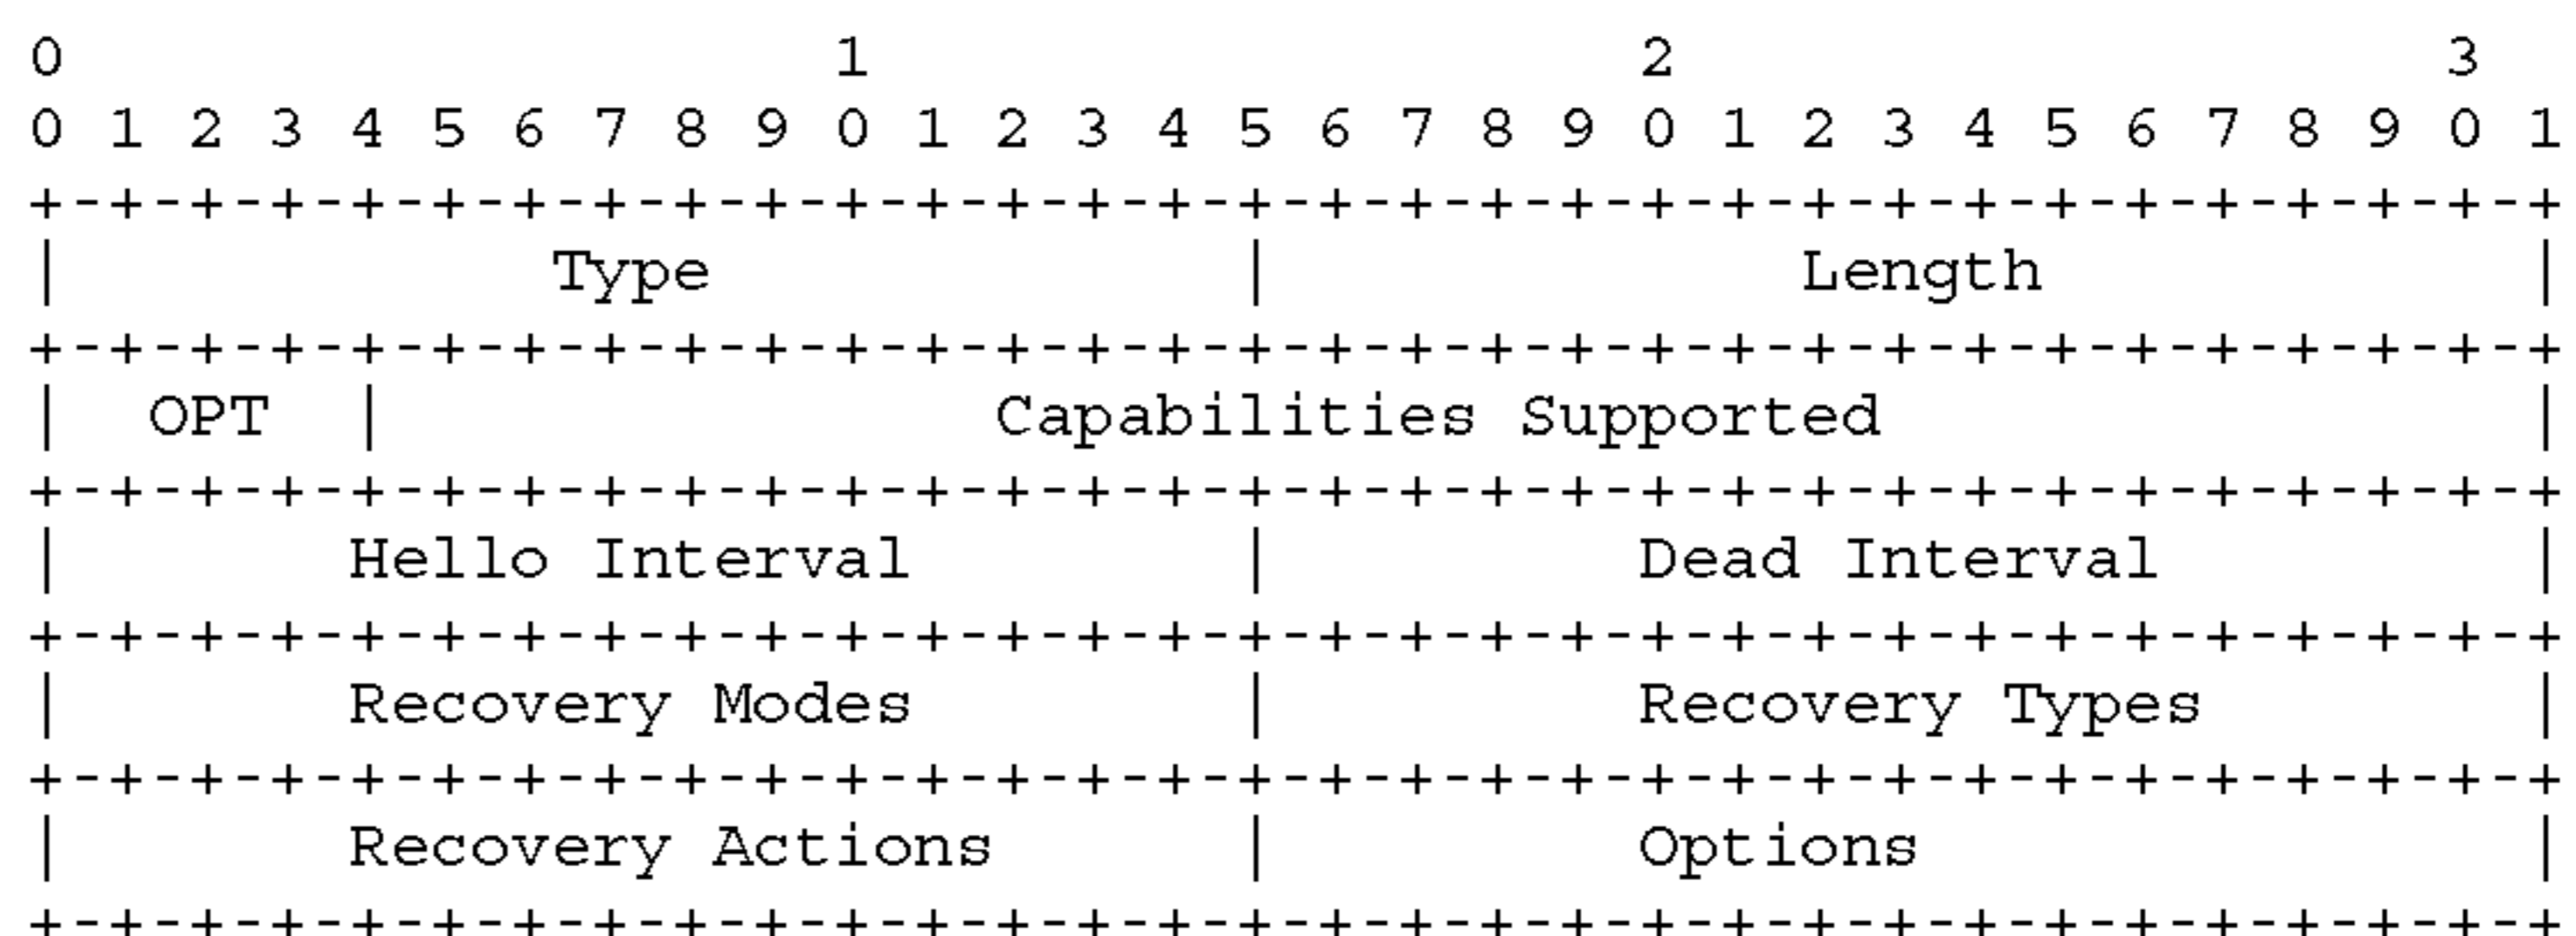 0                   1                   2                   3
0 1 2 3 4 5 6 7 8 9 0 1 2 3 4 5 6 7 8 9 0 1 2 3 4 5 6 7 8 9 0 1
+-+-+-+-+-+-+-+-+-+-+-+-+-+-+-+-+-+-+-+-+-+-+-+-+-+-+-+-+-+-+-+
|            Type             |             Length            |
+-+-+-+-+-+-+-+-+-+-+-+-+-+-+-+-+-+-+-+-+-+-+-+-+-+-+-+-+-+-+-+
|  OPT  |               Capabilities Supported                |
+-+-+-+-+-+-+-+-+-+-+-+-+-+-+-+-+-+-+-+-+-+-+-+-+-+-+-+-+-+-+-+
|       Hello Interval        |         Dead Interval         |
+-+-+-+-+-+-+-+-+-+-+-+-+-+-+-+-+-+-+-+-+-+-+-+-+-+-+-+-+-+-+-+
|       Recovery Modes        |         Recovery Types        |
+-+-+-+-+-+-+-+-+-+-+-+-+-+-+-+-+-+-+-+-+-+-+-+-+-+-+-+-+-+-+-+
|       Recovery Actions      |         Options               |
+-+-+-+-+-+-+-+-+-+-+-+-+-+-+-+-+-+-+-+-+-+-+-+-+-+-+-+-+-+-+-+